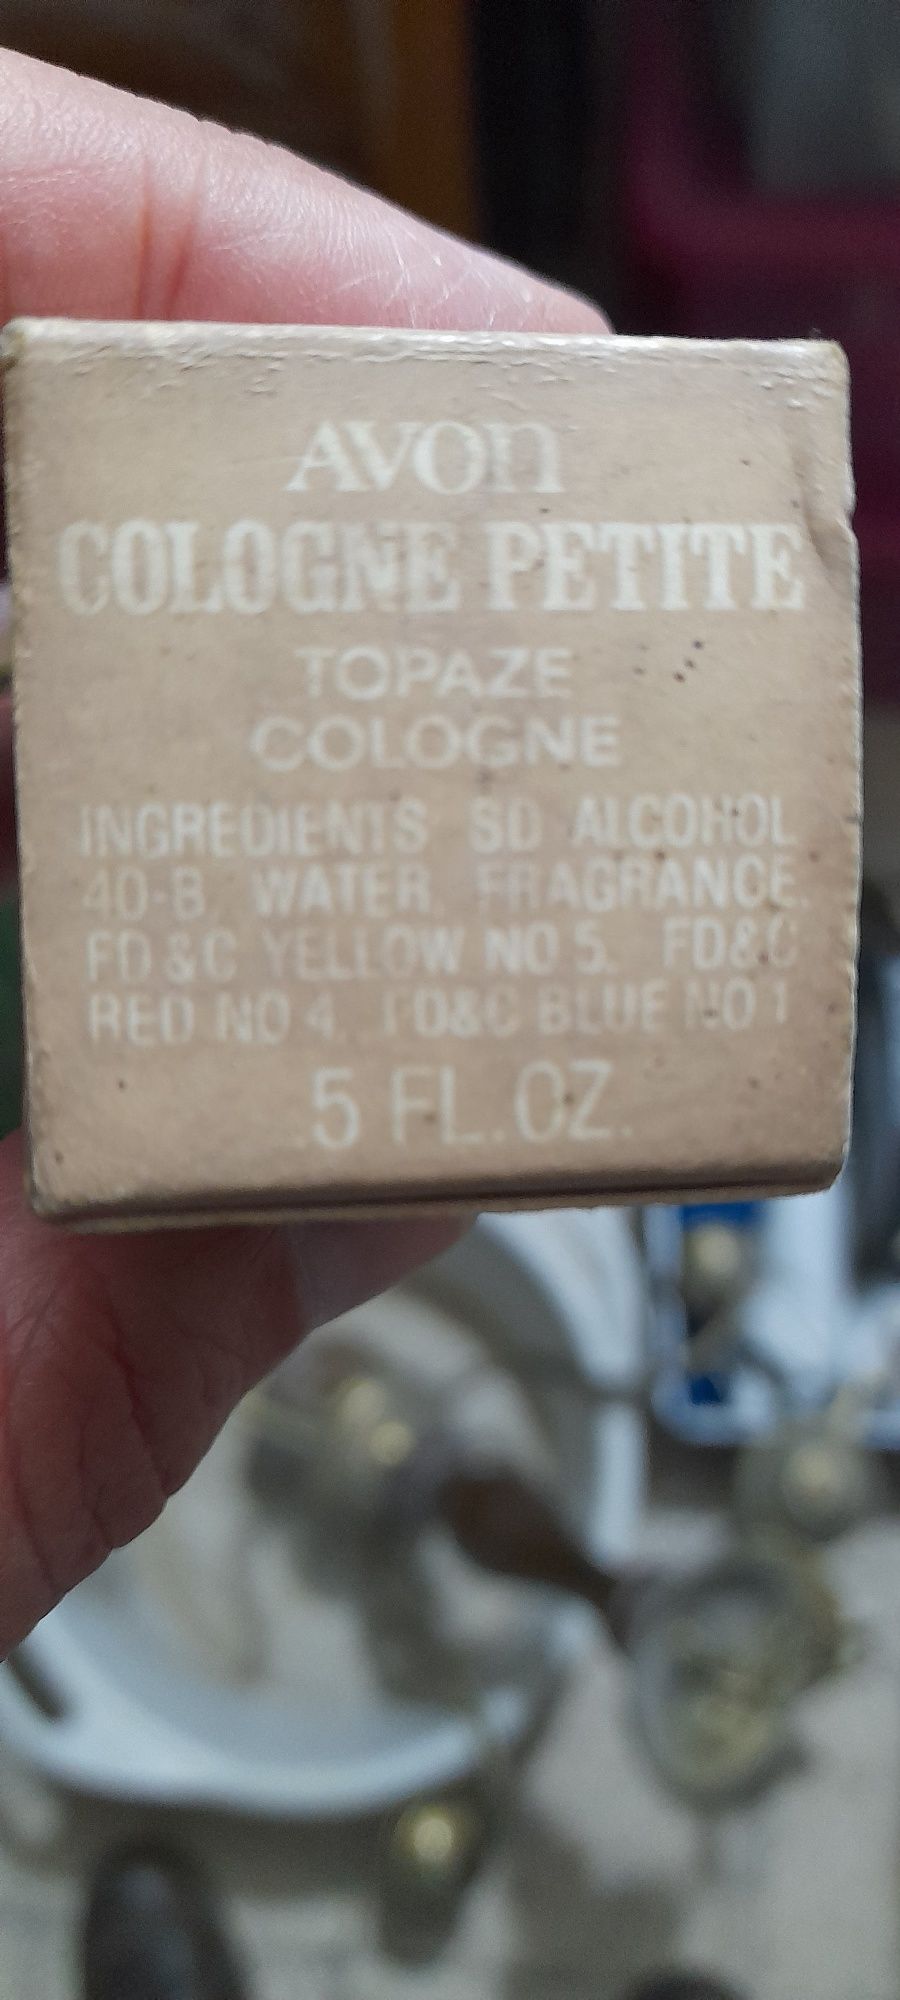 AVON
COLOGNE PETITE
TOPAZE
COLOGNE
INGREDIENTS SD ALCOHOL
40-B, WATER, FRAGRANCE,
FD&C YELLOW NO 5, FD&C
RED NO 4, FD&C BLUE NO 1
.5 FL. OZ.